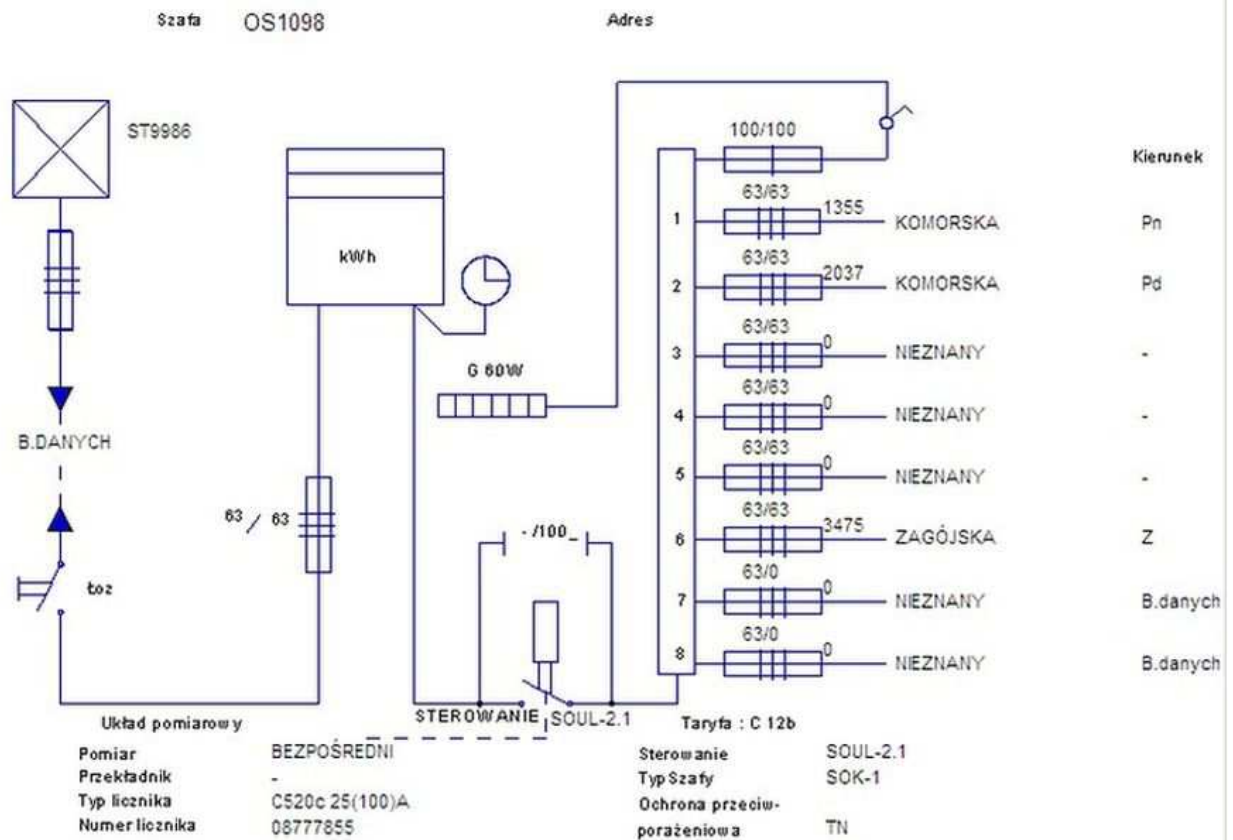 Szafa OS1098 Adres
ST9986
100/100
Kierunek
63/63
1 1355 KOMORSKA Pn
kWh
63/63
2 2037 KOMORSKA Pd
63/63
3 0 NIEZNANY -
G 60W
63/63
4 0 NIEZNANY -
B.DANYCH
63/63
5 0 NIEZNANY -
63/63
63 / 63
- /100_
6 3475 ZAGÓJSKA Z
63/0
Łoz
7 0 NIEZNANY B.danych
63/0
8 0 NIEZNANY B.danych
STEROWANIE SOUL-2.1
Układ pomiarowy Taryfa : C 12b
Pomiar BEZPOŚREDNI Sterowanie SOUL-2.1
Przekładnik - Typ Szafy SOK-1
Typ licznika C520c 25(100)A Ochrona przeciw-
Numer licznika 08777855 porażeniowa TN